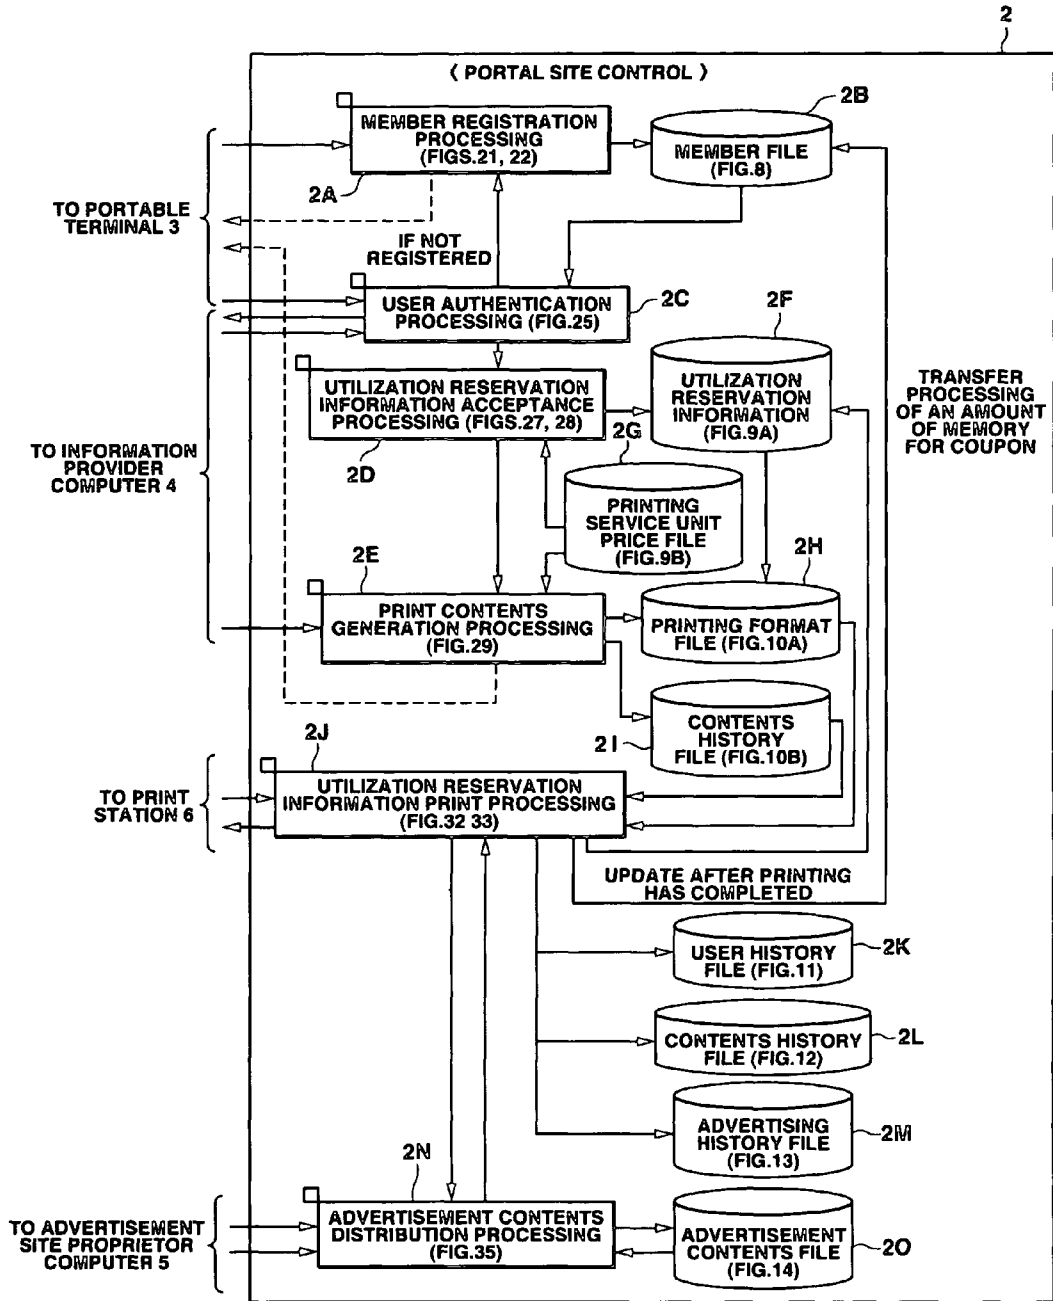 2
( PORTAL SITE CONTROL )
2B
MEMBER REGISTRATION
PROCESSING
(FIGS.21, 22)
MEMBER FILE
(FIG.8)
2A
TO PORTABLE
TERMINAL 3
IF NOT
REGISTERED
2C
USER AUTHENTICATION
PROCESSING (FIG.25)
2F
UTILIZATION RESERVATION
INFORMATION ACCEPTANCE
PROCESSING (FIGS.27, 28)
UTILIZATION
RESERVATION
INFORMATION
(FIG.9A)
TRANSFER
PROCESSING
OF AN AMOUNT
OF MEMORY
FOR COUPON
2G
2D
TO INFORMATION
PROVIDER
COMPUTER 4
PRINTING
SERVICE UNIT
PRICE FILE
(FIG.9B)
2H
2E
PRINT CONTENTS
GENERATION PROCESSING
(FIG.29)
PRINTING FORMAT
FILE (FIG.10A)
CONTENTS
HISTORY
FILE (FIG.10B)
2I
2J
TO PRINT
STATION 6
UTILIZATION RESERVATION
INFORMATION PRINT PROCESSING
(FIG.32 33)
UPDATE AFTER PRINTING
HAS COMPLETED
USER HISTORY
FILE (FIG.11)
2K
CONTENTS HISTORY
FILE (FIG.12)
2L
ADVERTISING
HISTORY FILE
(FIG.13)
2M
2N
TO ADVERTISEMENT
SITE PROPRIETOR
COMPUTER 5
ADVERTISEMENT CONTENTS
DISTRIBUTION PROCESSING
(FIG.35)
ADVERTISEMENT
CONTENTS FILE
(FIG.14)
2O